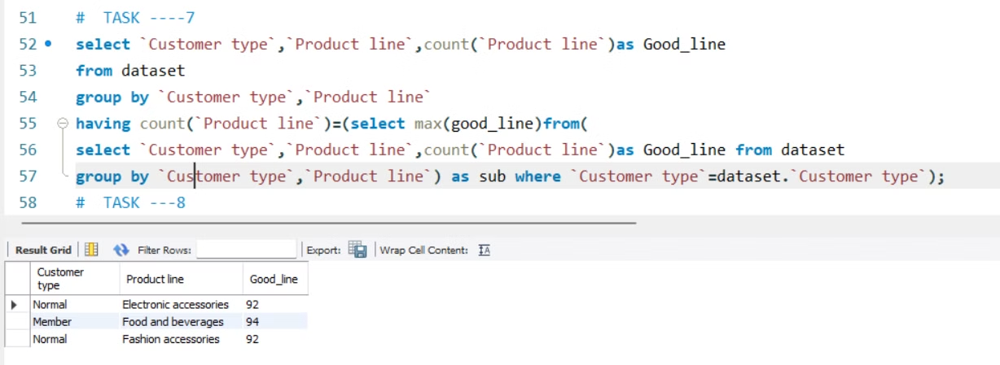 51 # TASK ----7
52 select `Customer type`,`Product line`,count(`Product line`)as Good_line
53 from dataset
54 group by `Customer type`,`Product line`
55 having count(`Product line`)=(select max(good_line)from(
56 select `Customer type`,`Product line`,count(`Product line`)as Good_line from dataset
57 group by `Customer type`,`Product line`) as sub where `Customer type`=dataset.`Customer type`);
58 # TASK ---8
Result Grid Filter Rows: Export: Wrap Cell Content:
Customer type Product line Good_line
Normal Electronic accessories 92
Member Food and beverages 94
Normal Fashion accessories 92